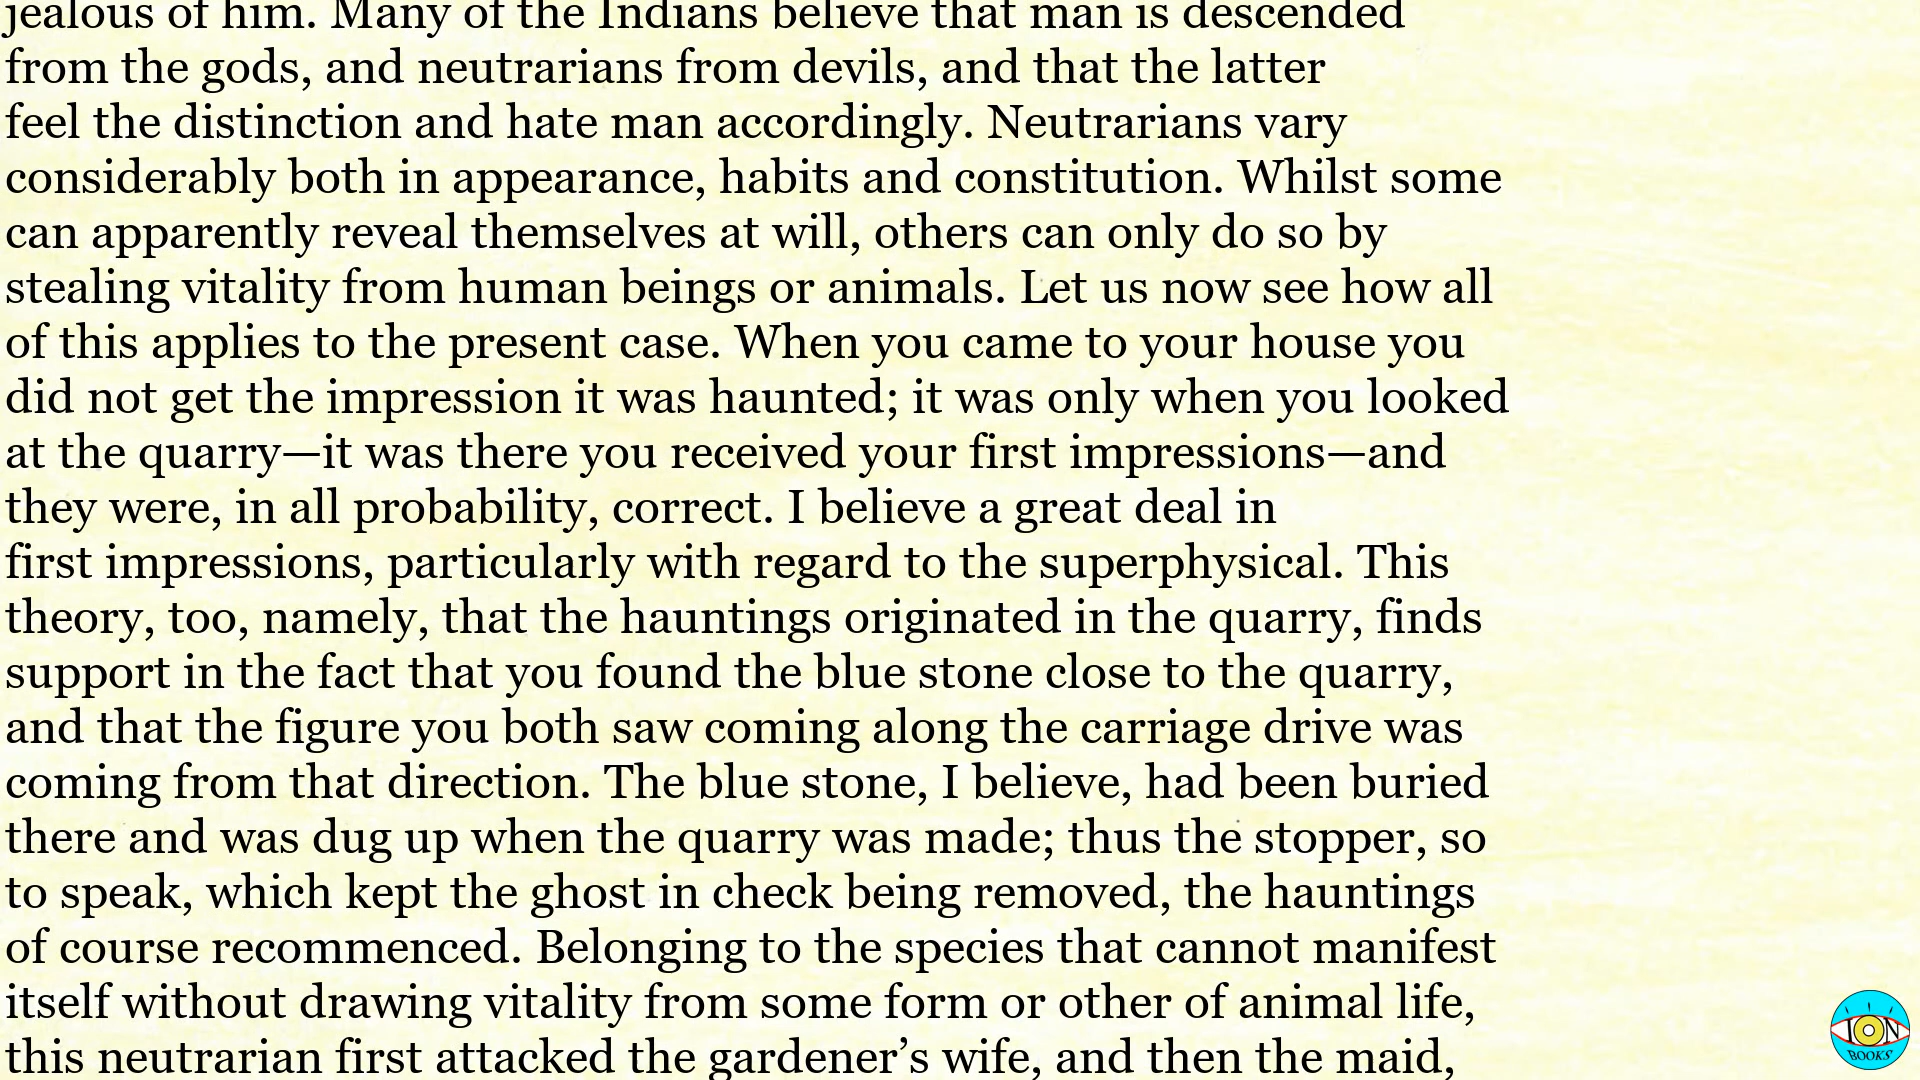 jealous of him. Many of the Indians believe that man is descended
from the gods, and neutrarians from devils, and that the latter
feel the distinction and hate man accordingly. Neutrarians vary
considerably both in appearance, habits and constitution. Whilst some
can apparently reveal themselves at will, others can only do so by
stealing vitality from human beings or animals. Let us now see how all
of this applies to the present case. When you came to your house you
did not get the impression it was haunted; it was only when you looked
at the quarry—it was there you received your first impressions—and
they were, in all probability, correct. I believe a great deal in
first impressions, particularly with regard to the superphysical. This
theory, too, namely, that the hauntings originated in the quarry, finds
support in the fact that you found the blue stone close to the quarry,
and that the figure you both saw coming along the carriage drive was
coming from that direction. The blue stone, I believe, had been buried
there and was dug up when the quarry was made; thus the stopper, so
to speak, which kept the ghost in check being removed, the hauntings
of course recommenced. Belonging to the species that cannot manifest
itself without drawing vitality from some form or other of animal life,
this neutrarian first attacked the gardener’s wife, and then the maid,
ION
BOOKS